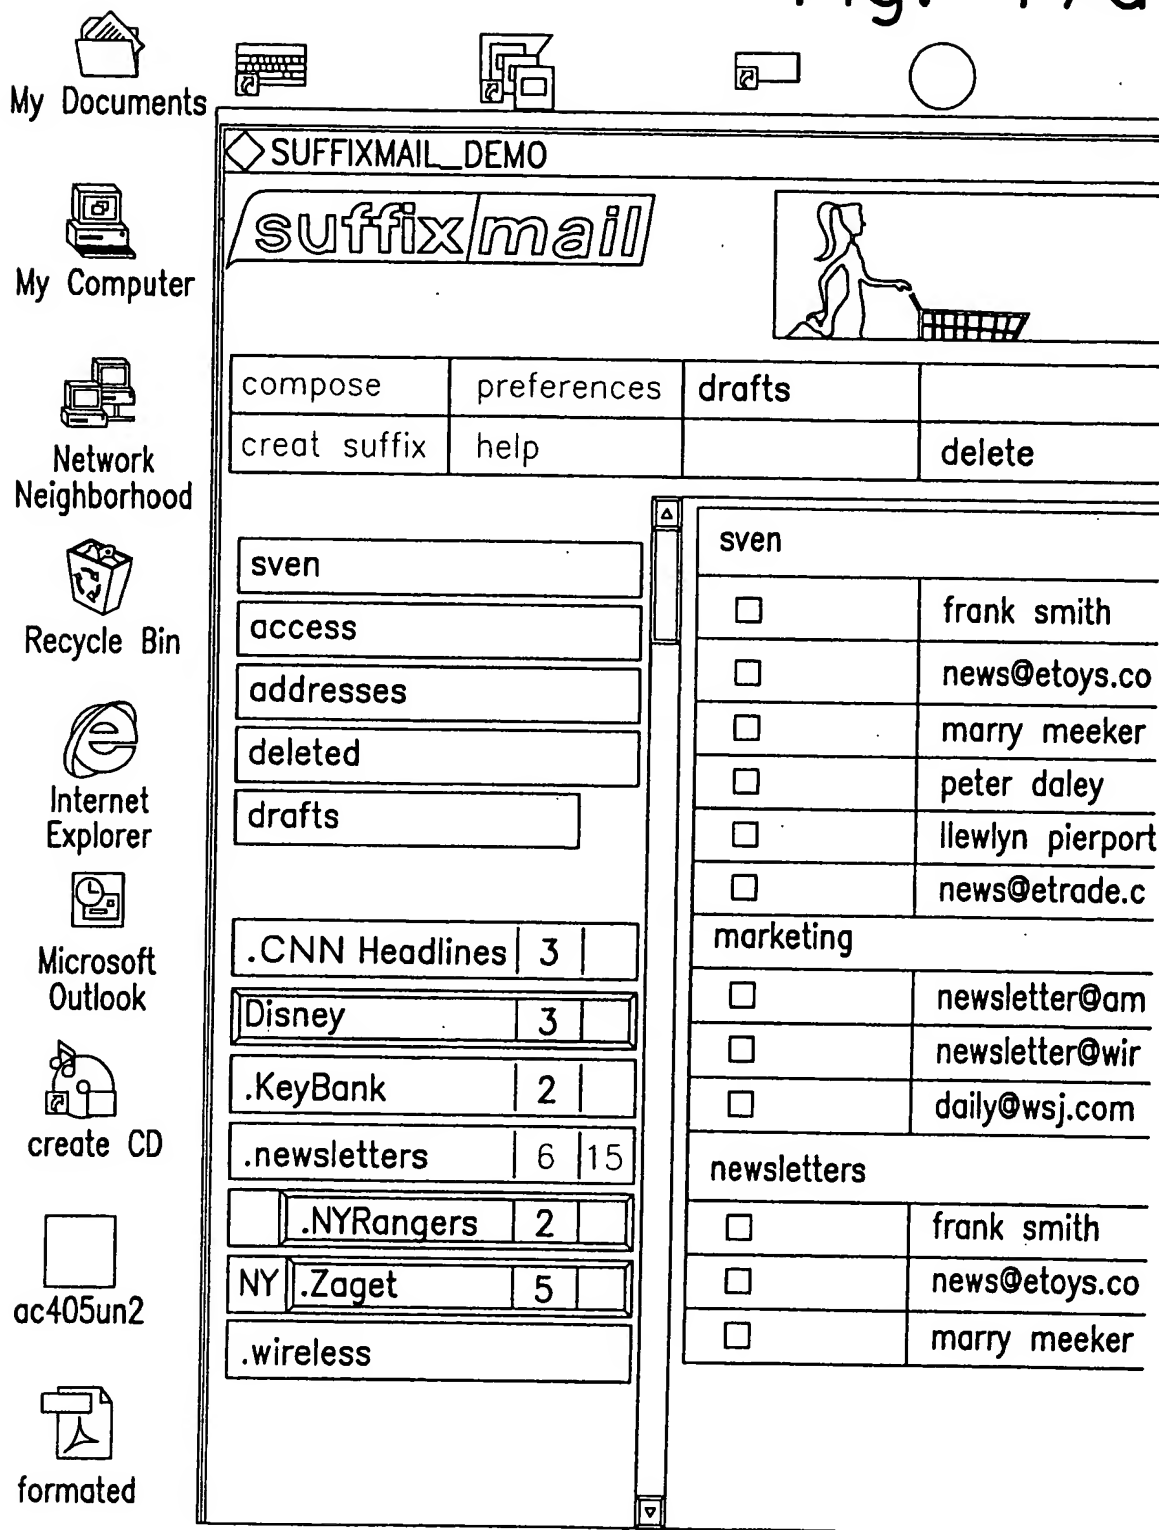 My Documents
My Computer
Network
Neighborhood
Recycle Bin
Internet
Explorer
Microsoft
Outlook
create CD
ac405un2
formated
SUFFIXMAIL_DEMO
suffix/mail
compose preferences drafts
creat suffix help delete
sven
access
addresses
deleted
drafts
.CNN Headlines 3
Disney 3
.KeyBank 2
.newsletters 6 15
.NYRangers 2
NY .Zaget 5
.wireless
sven
frank smith
news@etoys.co
marry meeker
peter daley
llewlyn pierport
news@etrade.c
marketing
newsletter@am
newsletter@wir
daily@wsj.com
newsletters
frank smith
news@etoys.co
marry meeker